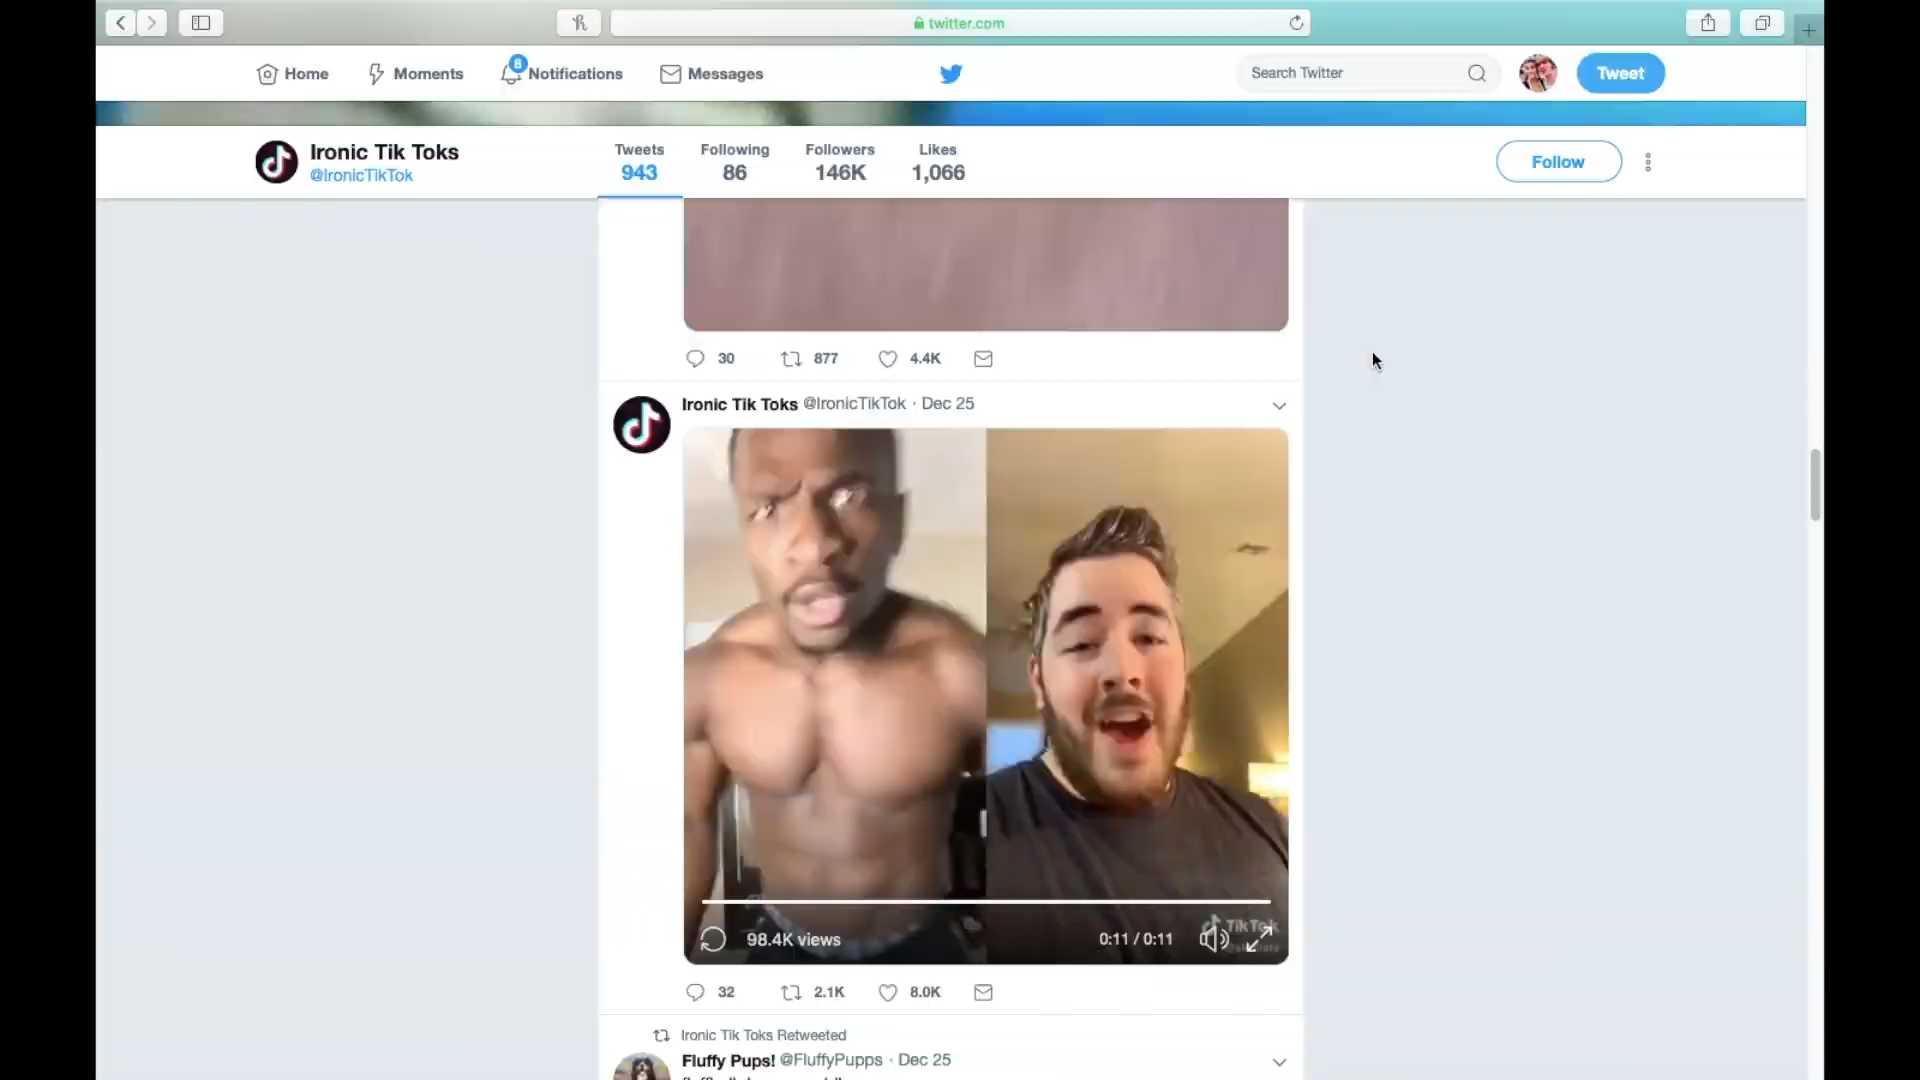 twitter.com
Home
Moments
8
Notifications
Messages
Search Twitter
Tweet
Ironic Tik Toks
@IronicTikTok
Tweets
943
Following
86
Followers
146K
Likes
1,066
Follow
30
877
4.4K
Ironic Tik Toks @IronicTikTok · Dec 25
98.4K views
0:11 / 0:11
TikTok
32
2.1K
8.0K
Ironic Tik Toks Retweeted
Fluffy Pups! @FluffyPupps · Dec 25